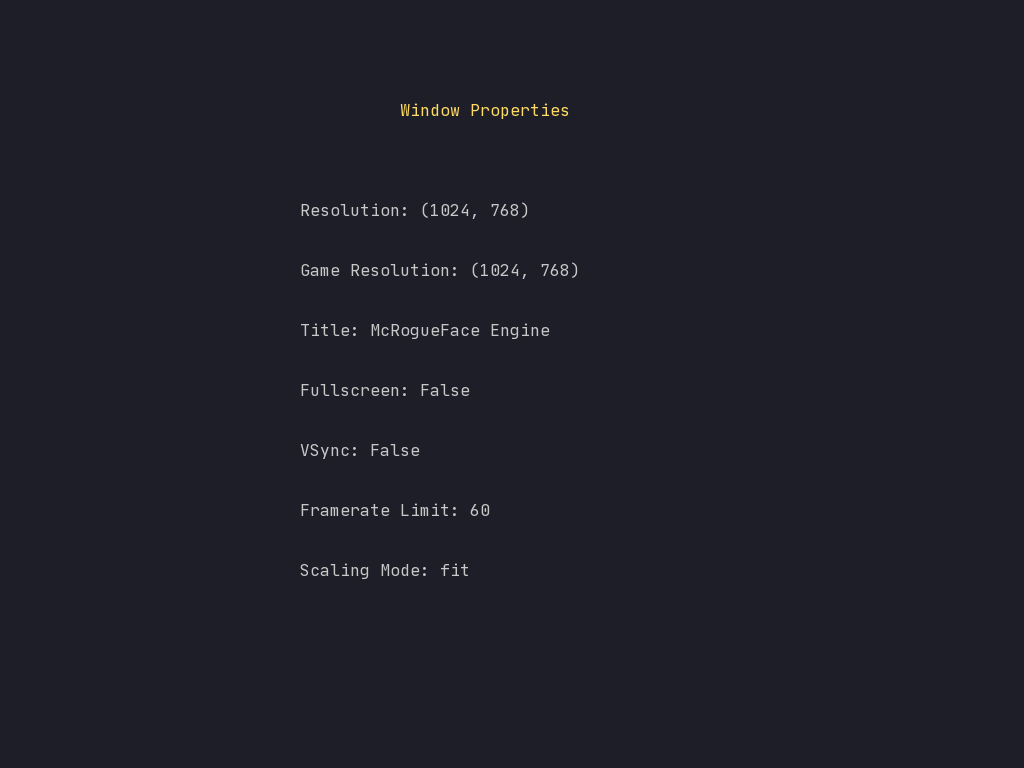 Window Properties
Resolution: (1024, 768)
Game Resolution: (1024, 768)
Title: McRogueFace Engine
Fullscreen: False
VSync: False
Framerate Limit: 60
Scaling Mode: fit